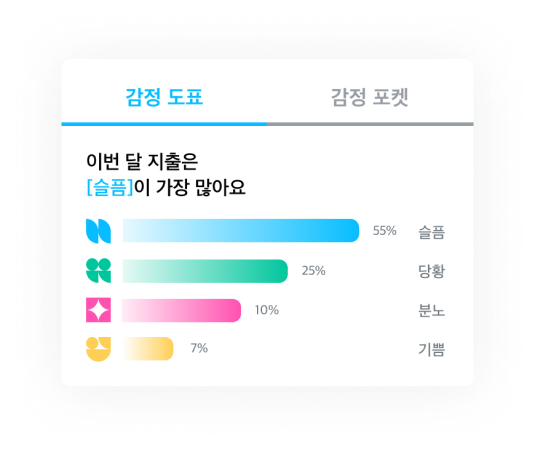 감정 도표 감정 포켓
이번 달 지출은
[슬픔]이 가장 많아요
55% 슬픔
25% 당황
10% 분노
7% 기쁨